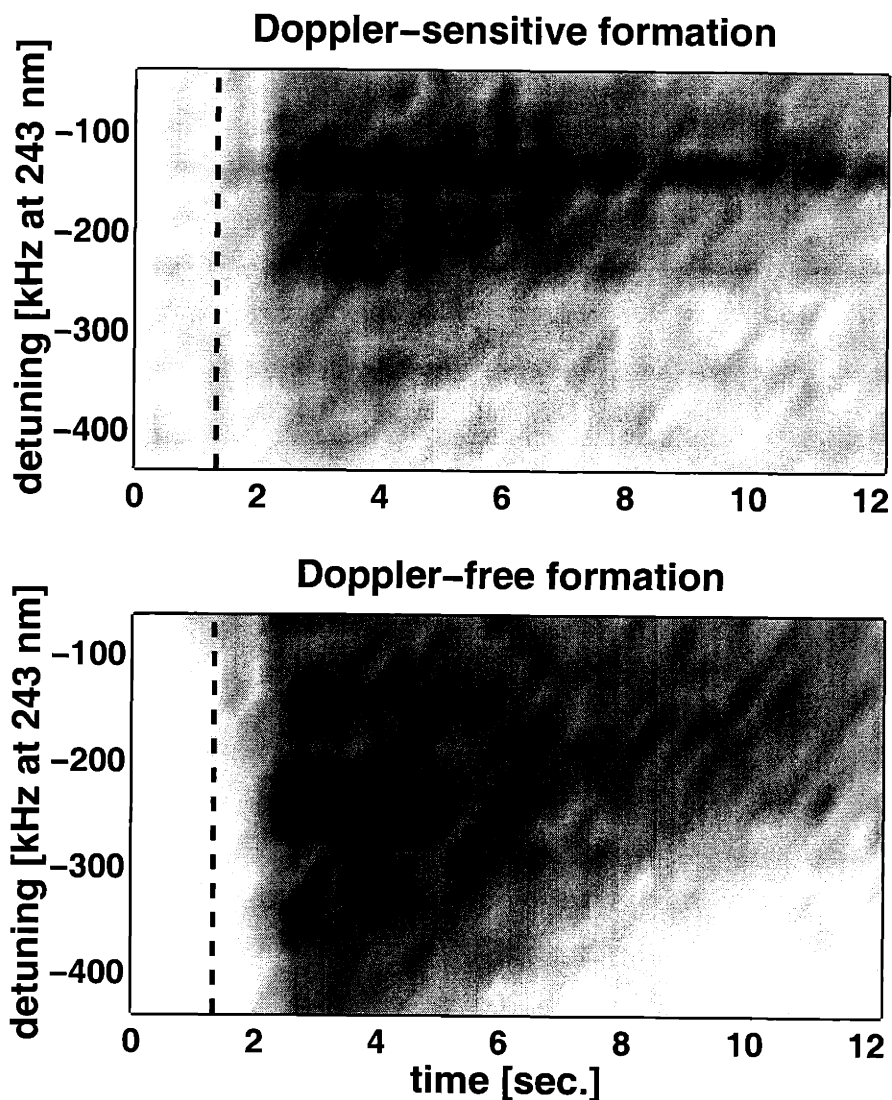 Doppler–sensitive formation
detuning [kHz at 243 nm]
–100
–200
–300
–400
0 2 4 6 8 10 12
Doppler–free formation
detuning [kHz at 243 nm]
–100
–200
–300
–400
0 2 4 6 8 10 12
time [sec.]